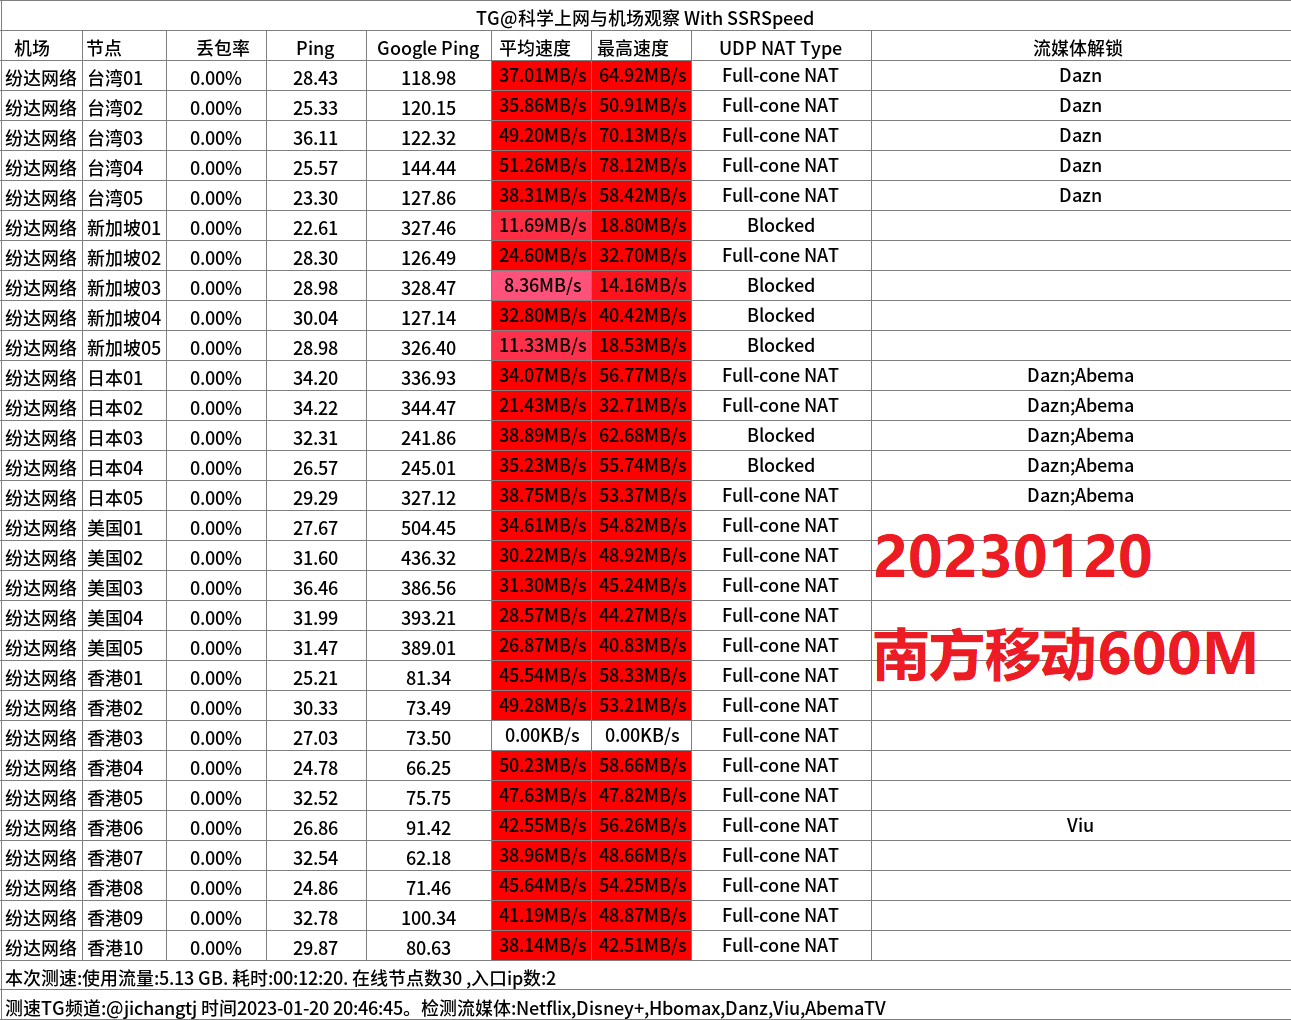 TG@科学上网与机场观察 With SSRSpeed
机场 节点 丢包率 Ping Google Ping 平均速度 最高速度 UDP NAT Type 流媒体解锁
纷达网络 台湾01 0.00% 28.43 118.98 37.01MB/s 64.92MB/s Full-cone NAT Dazn
纷达网络 台湾02 0.00% 25.33 120.15 35.86MB/s 50.91MB/s Full-cone NAT Dazn
纷达网络 台湾03 0.00% 36.11 122.32 49.20MB/s 70.13MB/s Full-cone NAT Dazn
纷达网络 台湾04 0.00% 25.57 144.44 51.26MB/s 78.12MB/s Full-cone NAT Dazn
纷达网络 台湾05 0.00% 23.30 127.86 38.31MB/s 58.42MB/s Full-cone NAT Dazn
纷达网络 新加坡01 0.00% 22.61 327.46 11.69MB/s 18.80MB/s Blocked
纷达网络 新加坡02 0.00% 28.30 126.49 24.60MB/s 32.70MB/s Full-cone NAT
纷达网络 新加坡03 0.00% 28.98 328.47 8.36MB/s 14.16MB/s Blocked
纷达网络 新加坡04 0.00% 30.04 127.14 32.80MB/s 40.42MB/s Blocked
纷达网络 新加坡05 0.00% 28.98 326.40 11.33MB/s 18.53MB/s Blocked
纷达网络 日本01 0.00% 34.20 336.93 34.07MB/s 56.77MB/s Full-cone NAT Dazn;Abema
纷达网络 日本02 0.00% 34.22 344.47 21.43MB/s 32.71MB/s Full-cone NAT Dazn;Abema
纷达网络 日本03 0.00% 32.31 241.86 38.89MB/s 62.68MB/s Blocked Dazn;Abema
纷达网络 日本04 0.00% 26.57 245.01 35.23MB/s 55.74MB/s Blocked Dazn;Abema
纷达网络 日本05 0.00% 29.29 327.12 38.75MB/s 53.37MB/s Full-cone NAT Dazn;Abema
纷达网络 美国01 0.00% 27.67 504.45 34.61MB/s 54.82MB/s Full-cone NAT
纷达网络 美国02 0.00% 31.60 436.32 30.22MB/s 48.92MB/s Full-cone NAT
20230120
纷达网络 美国03 0.00% 36.46 386.56 31.30MB/s 45.24MB/s Full-cone NAT
纷达网络 美国04 0.00% 31.99 393.21 28.57MB/s 44.27MB/s Full-cone NAT
纷达网络 美国05 0.00% 31.47 389.01 26.87MB/s 40.83MB/s Full-cone NAT
南方移动600M
纷达网络 香港01 0.00% 25.21 81.34 45.54MB/s 58.33MB/s Full-cone NAT
纷达网络 香港02 0.00% 30.33 73.49 49.28MB/s 53.21MB/s Full-cone NAT
纷达网络 香港03 0.00% 27.03 73.50 0.00KB/s 0.00KB/s Full-cone NAT
纷达网络 香港04 0.00% 24.78 66.25 50.23MB/s 58.66MB/s Full-cone NAT
纷达网络 香港05 0.00% 32.52 75.75 47.63MB/s 47.82MB/s Full-cone NAT
纷达网络 香港06 0.00% 26.86 91.42 42.55MB/s 56.26MB/s Full-cone NAT Viu
纷达网络 香港07 0.00% 32.54 62.18 38.96MB/s 48.66MB/s Full-cone NAT
纷达网络 香港08 0.00% 24.86 71.46 45.64MB/s 54.25MB/s Full-cone NAT
纷达网络 香港09 0.00% 32.78 100.34 41.19MB/s 48.87MB/s Full-cone NAT
纷达网络 香港10 0.00% 29.87 80.63 38.14MB/s 42.51MB/s Full-cone NAT
本次测速:使用流量:5.13 GB. 耗时:00:12:20. 在线节点数30 ,入口ip数:2
测速TG频道:@jichangtj 时间2023-01-20 20:46:45。检测流媒体:Netflix,Disney+,Hbomax,Danz,Viu,AbemaTV